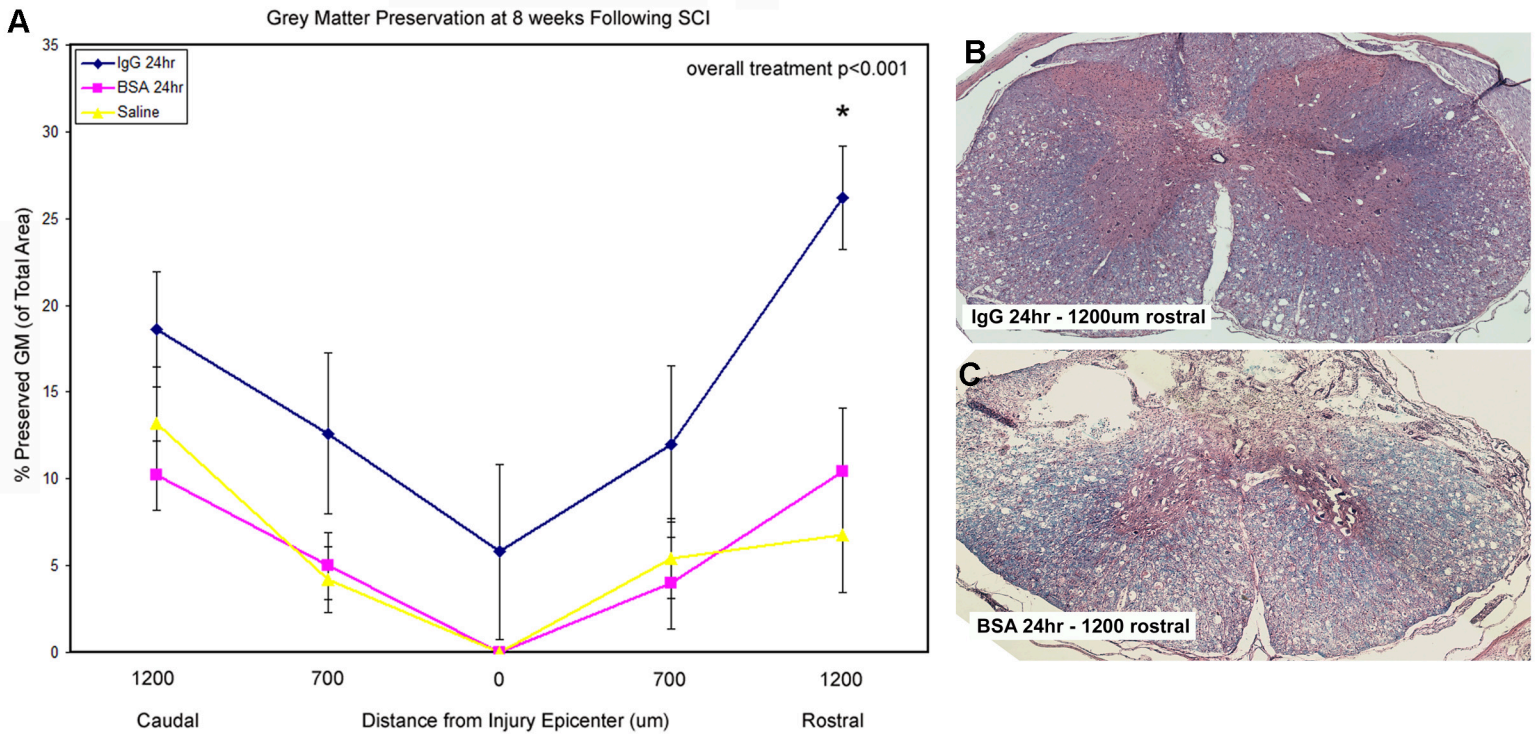 A
Grey Matter Preservation at 8 weeks Following SCI
IgG 24hr
BSA 24hr
Saline
overall treatment p<0.001
*
% Preserved GM (of Total Area)
35
30
25
20
15
10
5
0
1200
700
0
700
1200
Caudal
Distance from Injury Epicenter (um)
Rostral
B
IgG 24hr - 1200um rostral
C
BSA 24hr - 1200 rostral